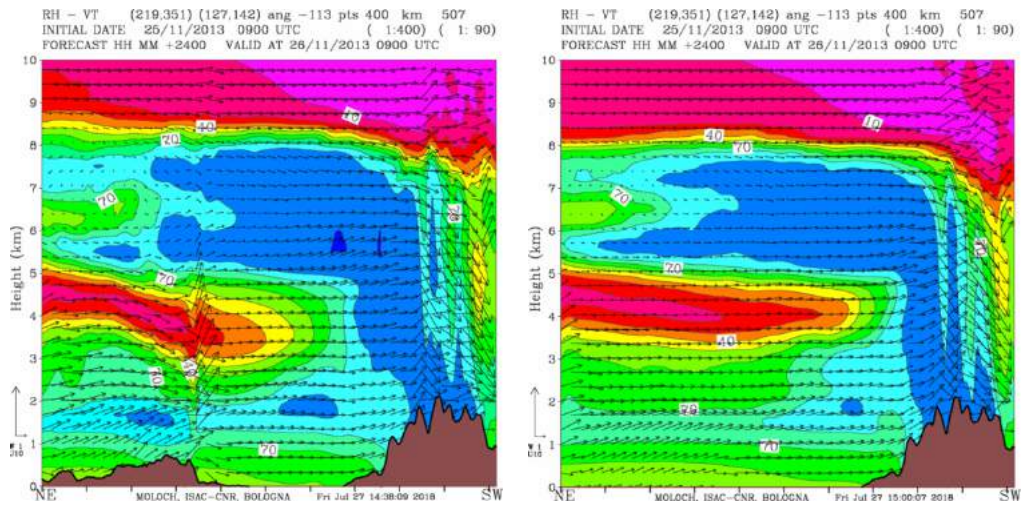 RH - VT (219,351) (127,142) ang -113 pts 400 km 507
INITIAL DATE 25/11/2013 0900 UTC ( 1:400) ( 1: 90)
FORECAST HH MM +2400 VALID AT 26/11/2013 0900 UTC
10
9
8
7
6
5
4
3
2
1
0
Height (km)
70
40
10
70
70
70
40
70
NE
SW
MOLOCH, ISAC-CNR, BOLOGNA Fri Jul 27 14:38:09 2018
RH - VT (219,351) (127,142) ang -113 pts 400 km 507
INITIAL DATE 25/11/2013 0900 UTC ( 1:400) ( 1: 90)
FORECAST HH MM +2400 VALID AT 26/11/2013 0900 UTC
10
9
8
7
6
5
4
3
2
1
0
Height (km)
40
10
70
70
70
40
70
70
NE
SW
MOLOCH, ISAC-CNR, BOLOGNA Fri Jul 27 15:00:07 2018